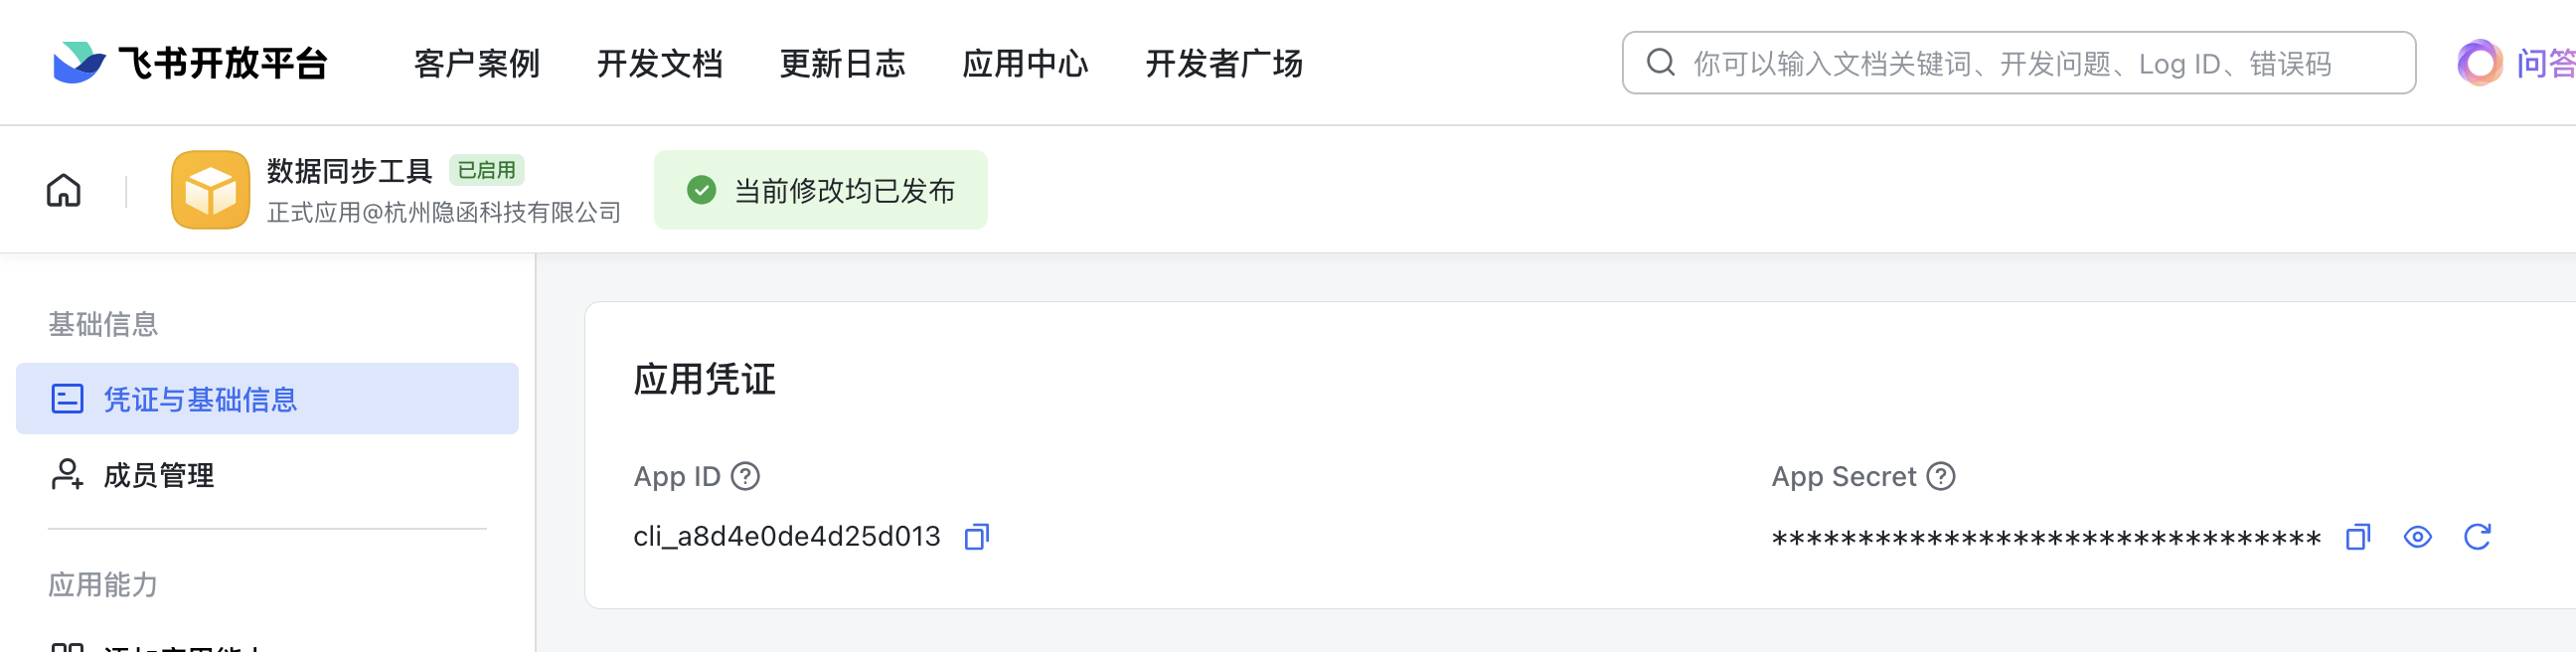 飞书开放平台 客户案例 开发文档 更新日志 应用中心 开发者广场 你可以输入文档关键词、开发问题、Log ID、错误码 问答
数据同步工具 已启用
正式应用@杭州隐函科技有限公司
当前修改均已发布
基础信息
凭证与基础信息
成员管理
应用能力
应用凭证
App ID
cli_a8d4e0de4d25d013
App Secret
********************************